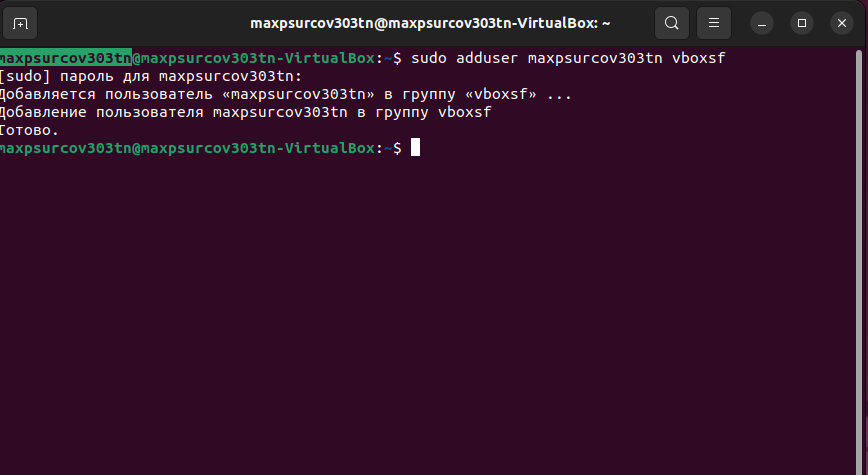 maxpsurcov303tn@maxpsurcov303tn-VirtualBox: ~
maxpsurcov303tn@maxpsurcov303tn-VirtualBox:~$ sudo adduser maxpsurcov303tn vboxsf
[sudo] пароль для maxpsurcov303tn:
Добавляется пользователь «maxpsurcov303tn» в группу «vboxsf» ...
Добавление пользователя maxpsurcov303tn в группу vboxsf
Готово.
maxpsurcov303tn@maxpsurcov303tn-VirtualBox:~$